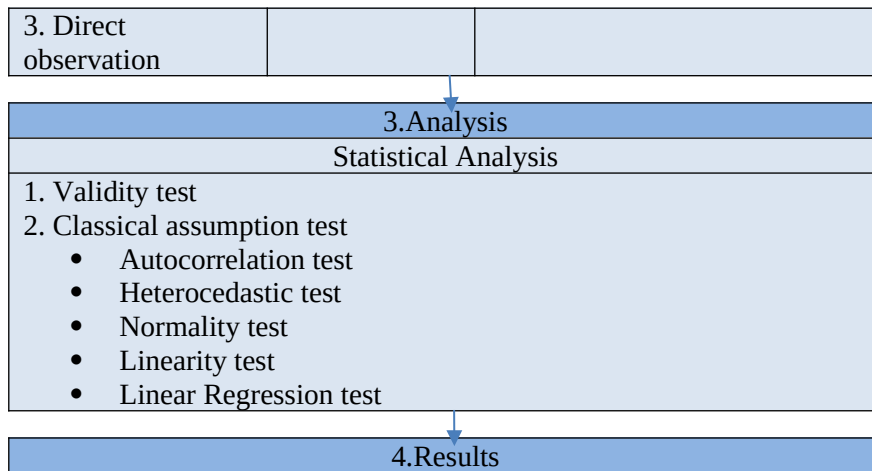 3. Direct
observation
3.Analysis
Statistical Analysis
1. Validity test
2. Classical assumption test
• Autocorrelation test
• Heterocedastic test
• Normality test
• Linearity test
• Linear Regression test
4.Results